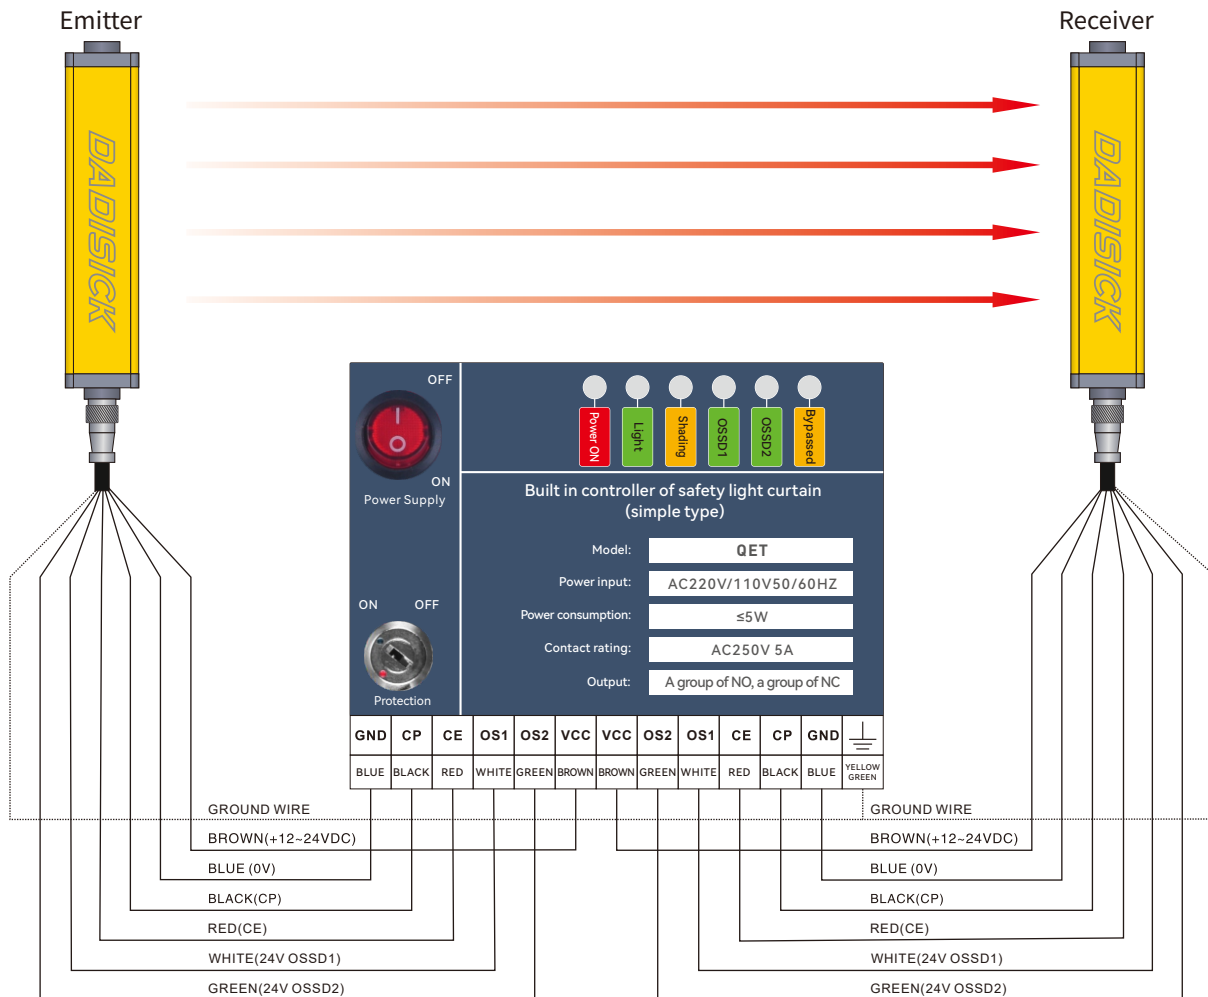 Emitter
Receiver
DADISICK
DADISICK
OFF
ON
Power Supply
Power ON
Light
Shading
OSSD1
OSSD2
Bypassed
Built in controller of safety light curtain
(simple type)
Model: QET
Power input: AC220V/110V50/60HZ
Power consumption: ≤5W
Contact rating: AC250V 5A
Output: A group of NO, a group of NC
ON OFF
Protection
GND CP CE OS1 OS2 VCC VCC OS2 OS1 CE CP GND
BLUE BLACK RED WHITE GREEN BROWN BROWN GREEN WHITE RED BLACK BLUE YELLOW GREEN
GROUND WIRE
BROWN(+12~24VDC)
BLUE (0V)
BLACK(CP)
RED(CE)
WHITE(24V OSSD1)
GREEN(24V OSSD2)
GROUND WIRE
BROWN(+12~24VDC)
BLUE (0V)
BLACK(CP)
RED(CE)
WHITE(24V OSSD1)
GREEN(24V OSSD2)